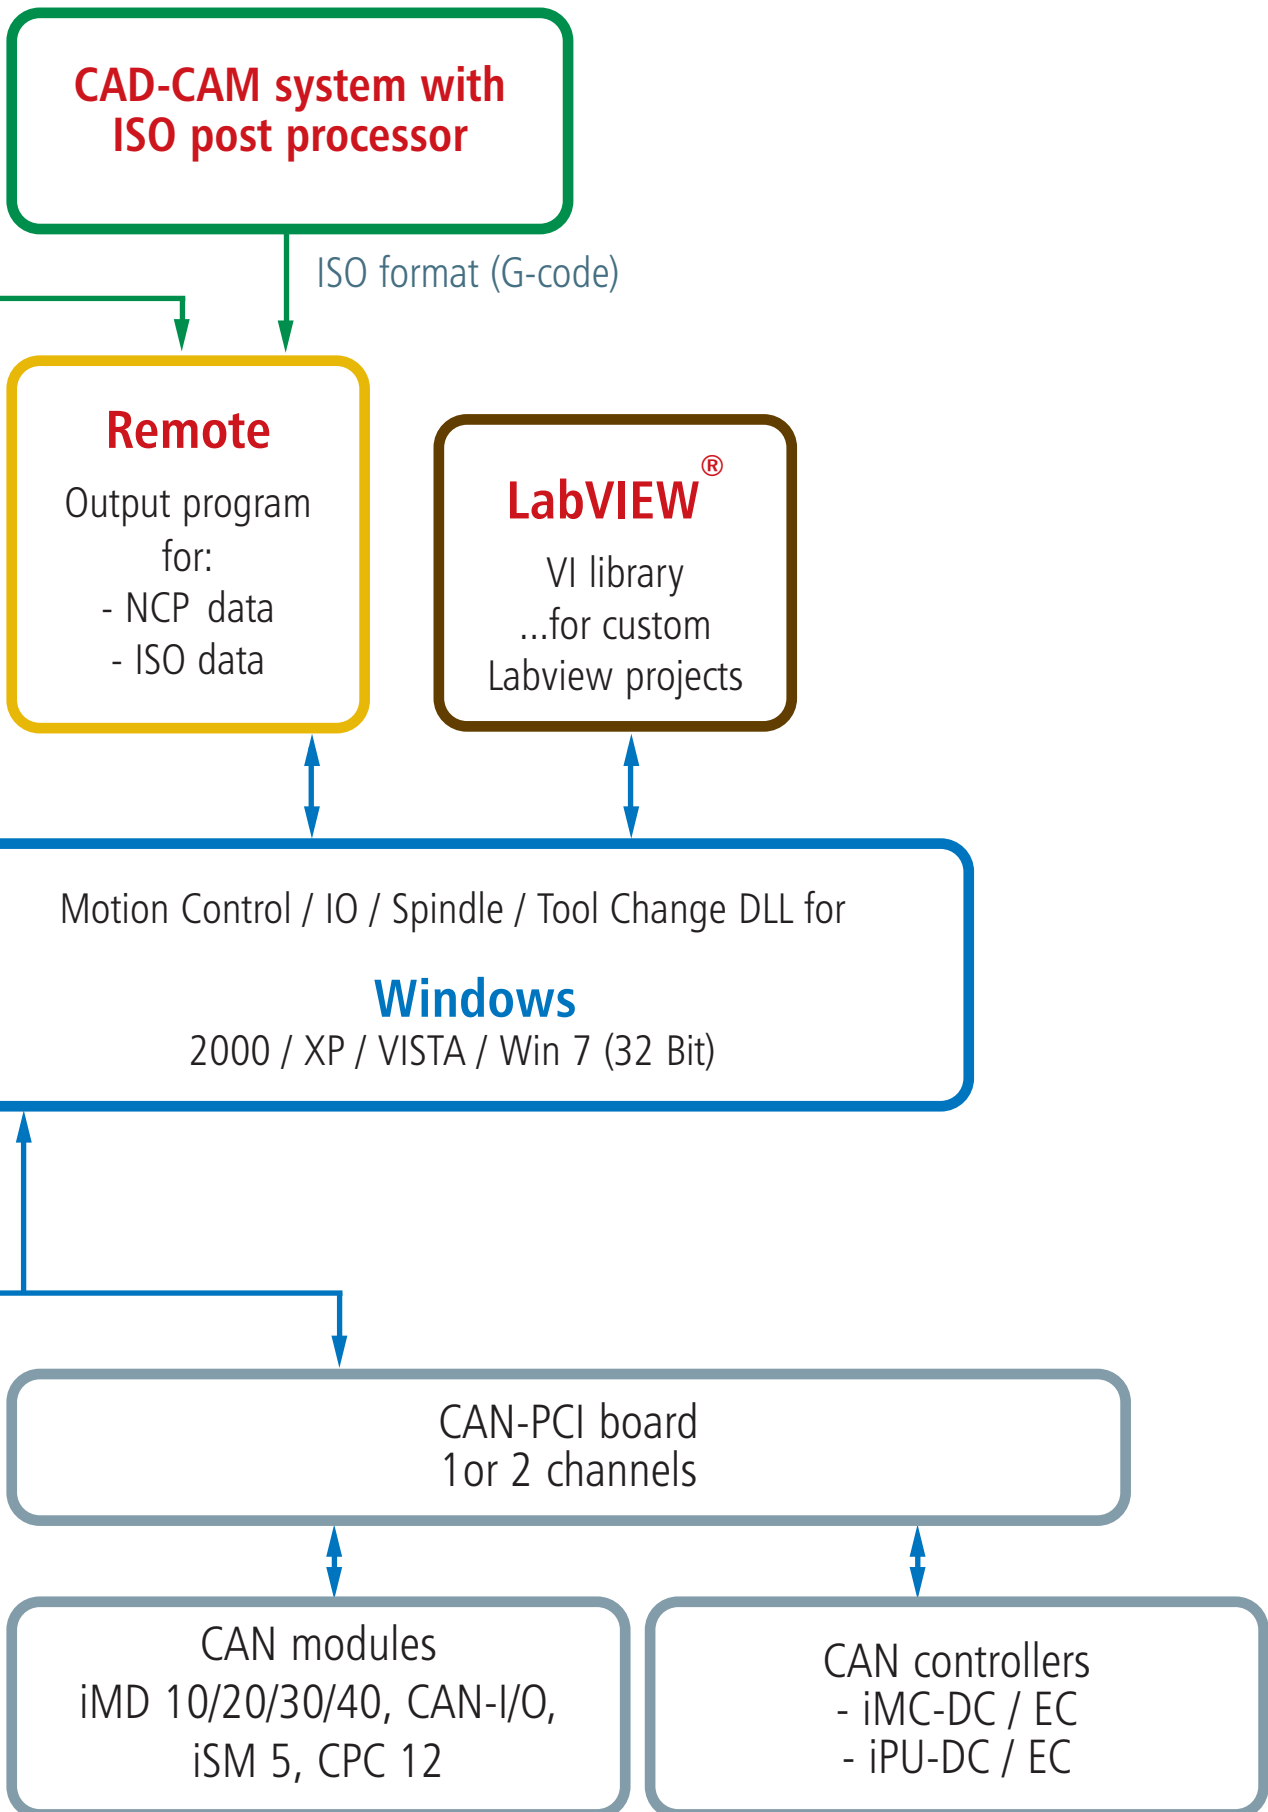 CAD-CAM system with
ISO post processor
ISO format (G-code)
Remote
Output program
for:
- NCP data
- ISO data
LabVIEW®
VI library
...for custom
Labview projects
Motion Control / IO / Spindle / Tool Change DLL for
Windows
2000 / XP / VISTA / Win 7 (32 Bit)
CAN-PCI board
1or 2 channels
CAN modules
iMD 10/20/30/40, CAN-I/O,
iSM 5, CPC 12
CAN controllers
- iMC-DC / EC
- iPU-DC / EC